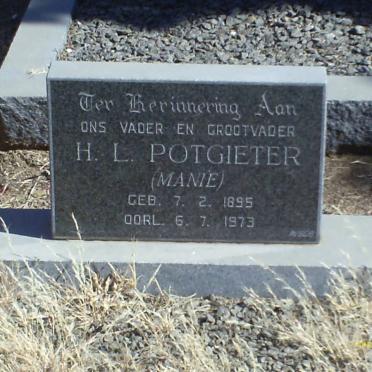 Ter Herinnering Aan
ONS VADER EN GROOTVADER
H. L. POTGIETER
(MANIE)
GEB. 7. 2. 1895
OORL. 6. 7. 1973